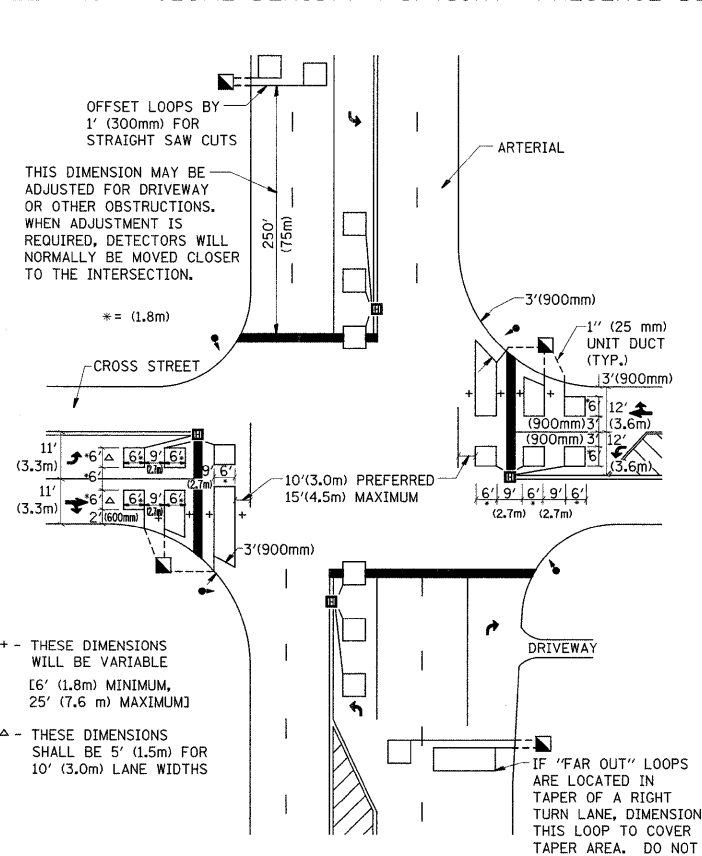 OFFSET LOOPS BY
1' (300mm) FOR
STRAIGHT SAW CUTS
THIS DIMENSION MAY BE
ADJUSTED FOR DRIVEWAY
OR OTHER OBSTRUCTIONS.
WHEN ADJUSTMENT IS
REQUIRED, DETECTORS WILL
NORMALLY BE MOVED CLOSER
TO THE INTERSECTION.
250'
(75m)
ARTERIAL
*= (1.8m)
3'(900mm)
1" (25 mm)
UNIT DUCT
(TYP.)
CROSS STREET
3'(900mm)
*6' 12'
(3.6m)
(900mm) 3'
(900mm) 3'
12'
*6'
(3.6m)
11'
(3.3m)
*6' △ 6'* 9' 6'*
(2.7m)
*6'
9' 6'*
(2.7m)
11'
(3.3m)
*6' △ 6'* 9' 6'*
(2.7m)
2' (600mm)
10'(3.0m) PREFERRED
15'(4.5m) MAXIMUM
6'* 9' 6'* 9' 6'*
(2.7m) (2.7m)
3'(900mm)
+ - THESE DIMENSIONS
WILL BE VARIABLE
[6' (1.8m) MINIMUM,
25' (7.6 m) MAXIMUM]
△ - THESE DIMENSIONS
SHALL BE 5' (1.5m) FOR
10' (3.0m) LANE WIDTHS
DRIVEWAY
IF "FAR OUT" LOOPS
ARE LOCATED IN
TAPER OF A RIGHT
TURN LANE, DIMENSION
THIS LOOP TO COVER
TAPER AREA. DO NOT